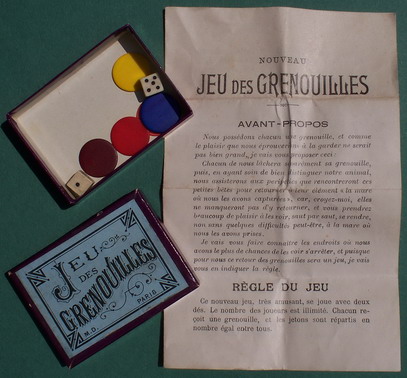 JEU
DES
GRENOUILLES
M.D. PARIS
NOUVEAU
JEU DES GRENOUILLES
AVANT-PROPOS
Nous possédons chacun une grenouille, et comme
le plaisir que nous éprouverions à la garder ne serait
pas bien grand, je vais vous proposer ceci :
Chacun de nous lâchera sûrement sa grenouille,
puis, en ayant soin de bien distinguer notre animal,
nous assisterons aux péripéties que rencontreront ces
petites bêtes pour retourner à leur élément « la mare
où nous les avons capturées », car, croyez-moi, elles
ne manqueront pas d'y retourner, et vous prendrez
beaucoup de plaisir à les voir, saut par saut, se rendre,
non sans quelques difficultés peut-être, à la mare où
nous les avons prises.
Je vais vous faire connaître les endroits où nous
avons le plus de chances de les voir s'arrêter, et puisque
pour nous ce retour des grenouilles sera un jeu, je vais
vous en indiquer la règle.
RÈGLE DU JEU
Ce nouveau jeu, très amusant, se joue avec deux
dés. Le nombre des joueurs est illimité. Chacun re-
çoit une grenouille, et les jetons sont répartis en
nombre égal entre tous.